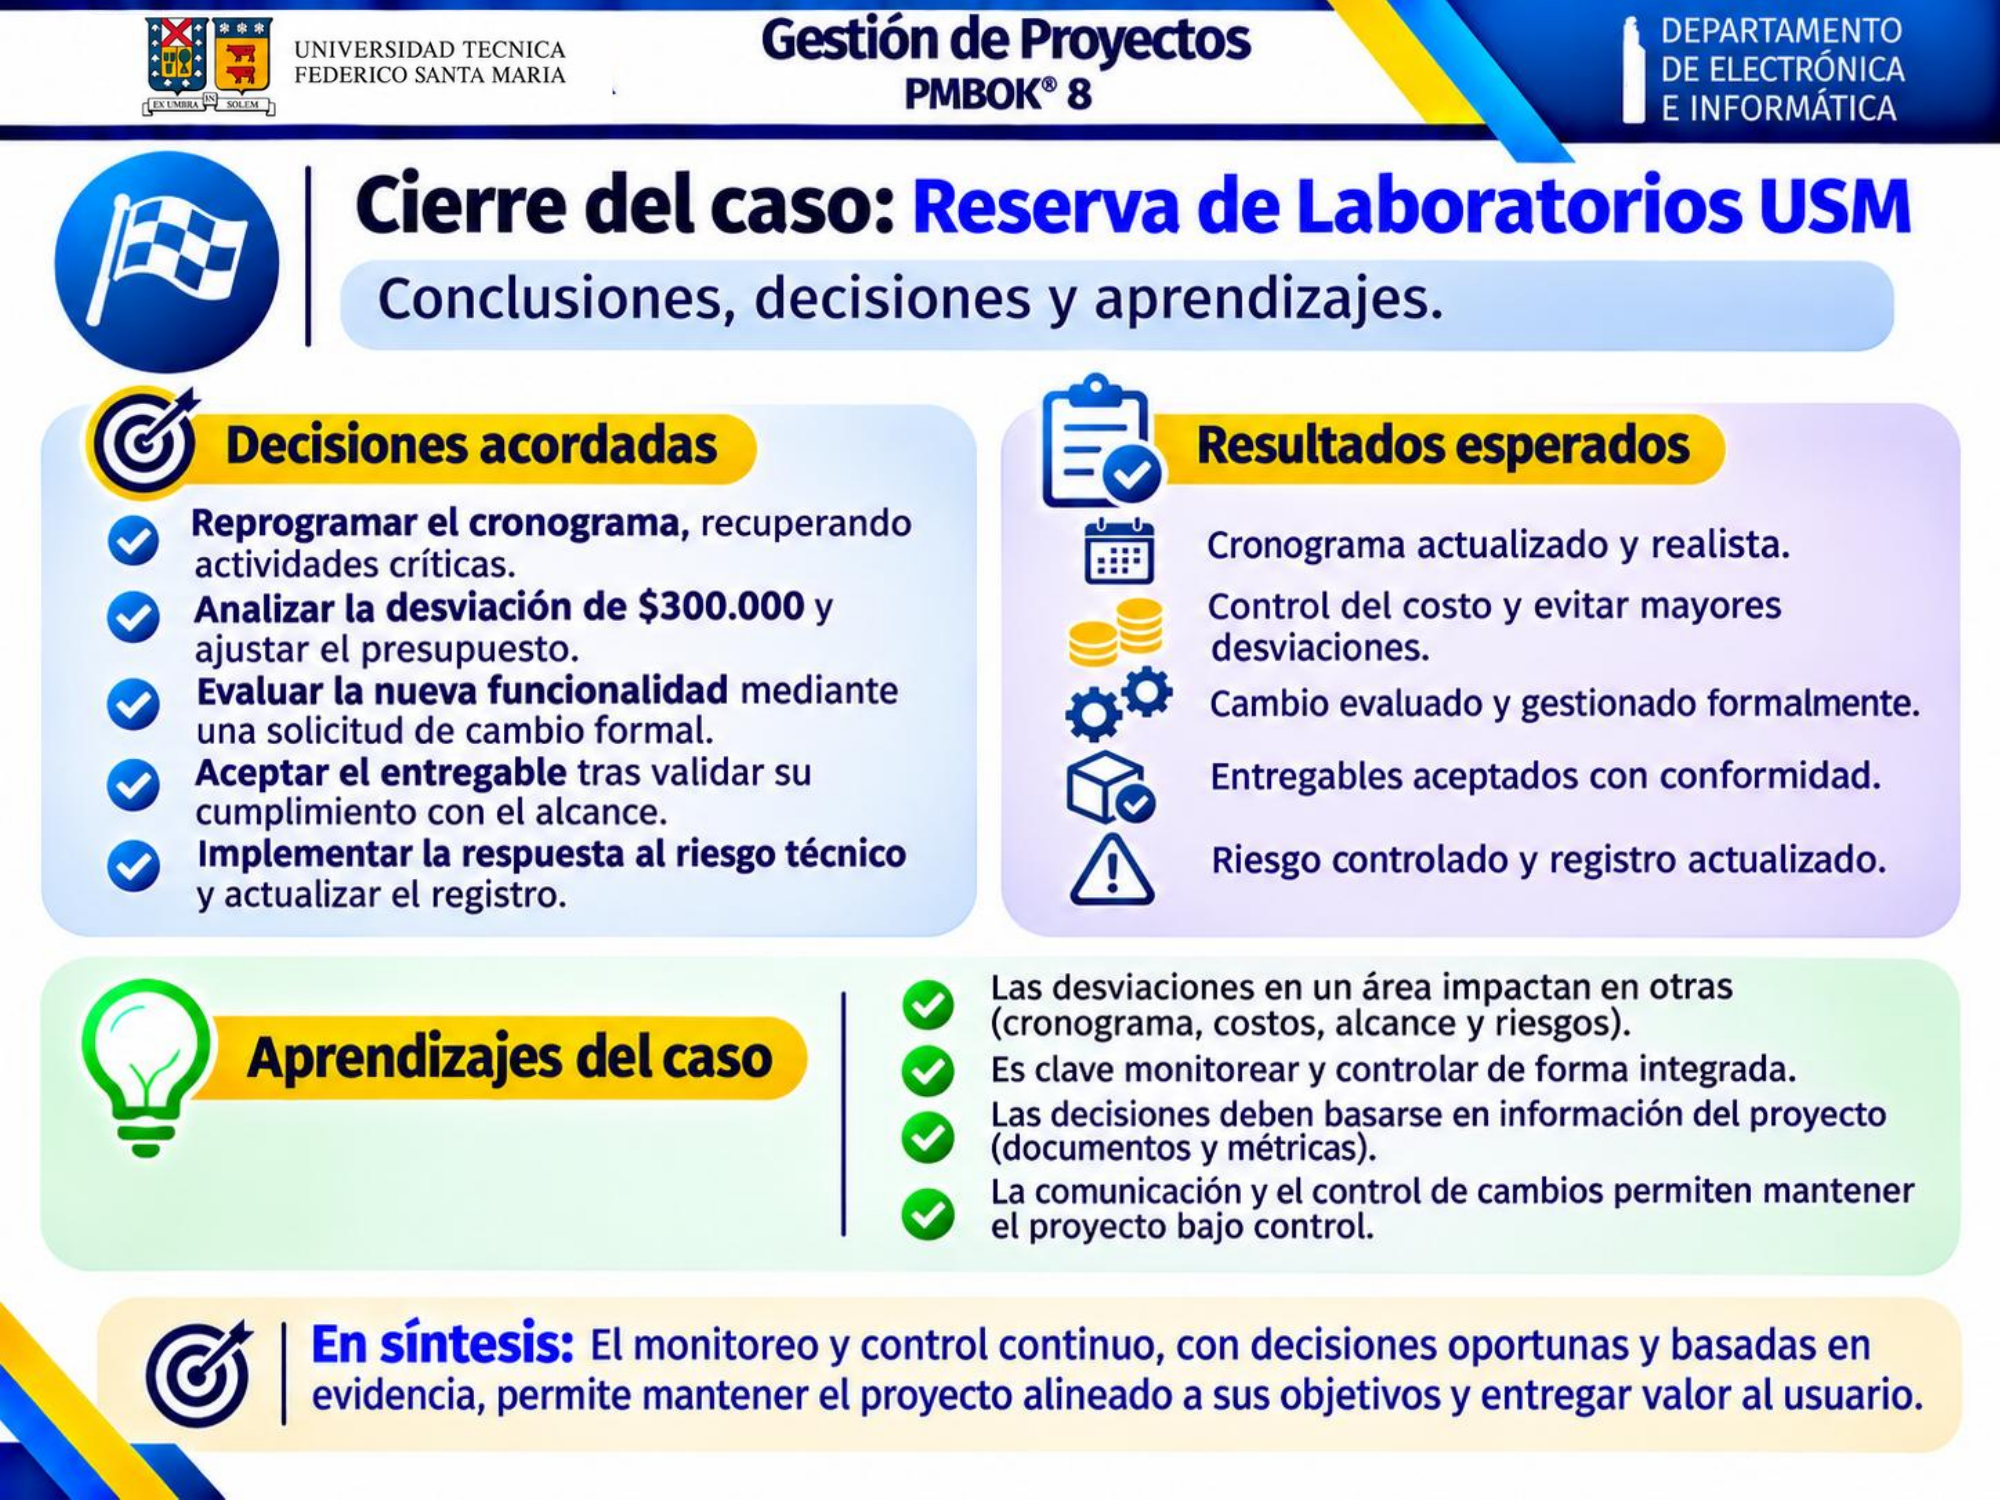 UNIVERSIDAD TECNICA
FEDERICO SANTA MARIA
EX UMBRA IN SOLEM
Gestión de Proyectos
PMBOK® 8
DEPARTAMENTO
DE ELECTRÓNICA
E INFORMÁTICA
Cierre del caso: Reserva de Laboratorios USM
Conclusiones, decisiones y aprendizajes.
Decisiones acordadas
Reprogramar el cronograma, recuperando
actividades críticas.
Analizar la desviación de $300.000 y
ajustar el presupuesto.
Evaluar la nueva funcionalidad mediante
una solicitud de cambio formal.
Aceptar el entregable tras validar su
cumplimiento con el alcance.
Implementar la respuesta al riesgo técnico
y actualizar el registro.
Resultados esperados
Cronograma actualizado y realista.
Control del costo y evitar mayores
desviaciones.
Cambio evaluado y gestionado formalmente.
Entregables aceptados con conformidad.
Riesgo controlado y registro actualizado.
Aprendizajes del caso
Las desviaciones en un área impactan en otras
(cronograma, costos, alcance y riesgos).
Es clave monitorear y controlar de forma integrada.
Las decisiones deben basarse en información del proyecto
(documentos y métricas).
La comunicación y el control de cambios permiten mantener
el proyecto bajo control.
En síntesis: El monitoreo y control continuo, con decisiones oportunas y basadas en
evidencia, permite mantener el proyecto alineado a sus objetivos y entregar valor al usuario.